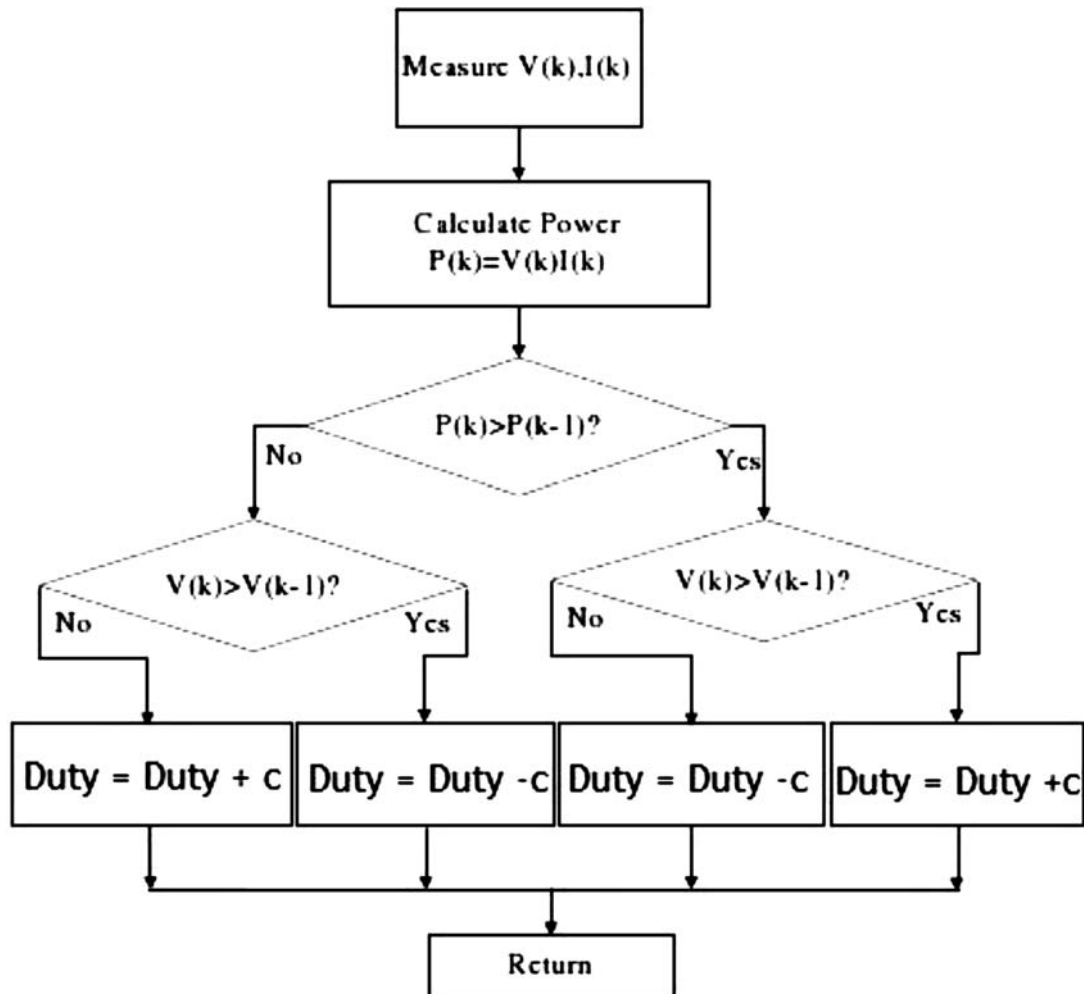 Measure V(k),I(k)
Calculate Power
P(k)=V(k)I(k)
P(k)>P(k-1)?
No
Yes
V(k)>V(k-1)?
V(k)>V(k-1)?
No
Yes
No
Yes
Duty = Duty + c
Duty = Duty -c
Duty = Duty -c
Duty = Duty +c
Return